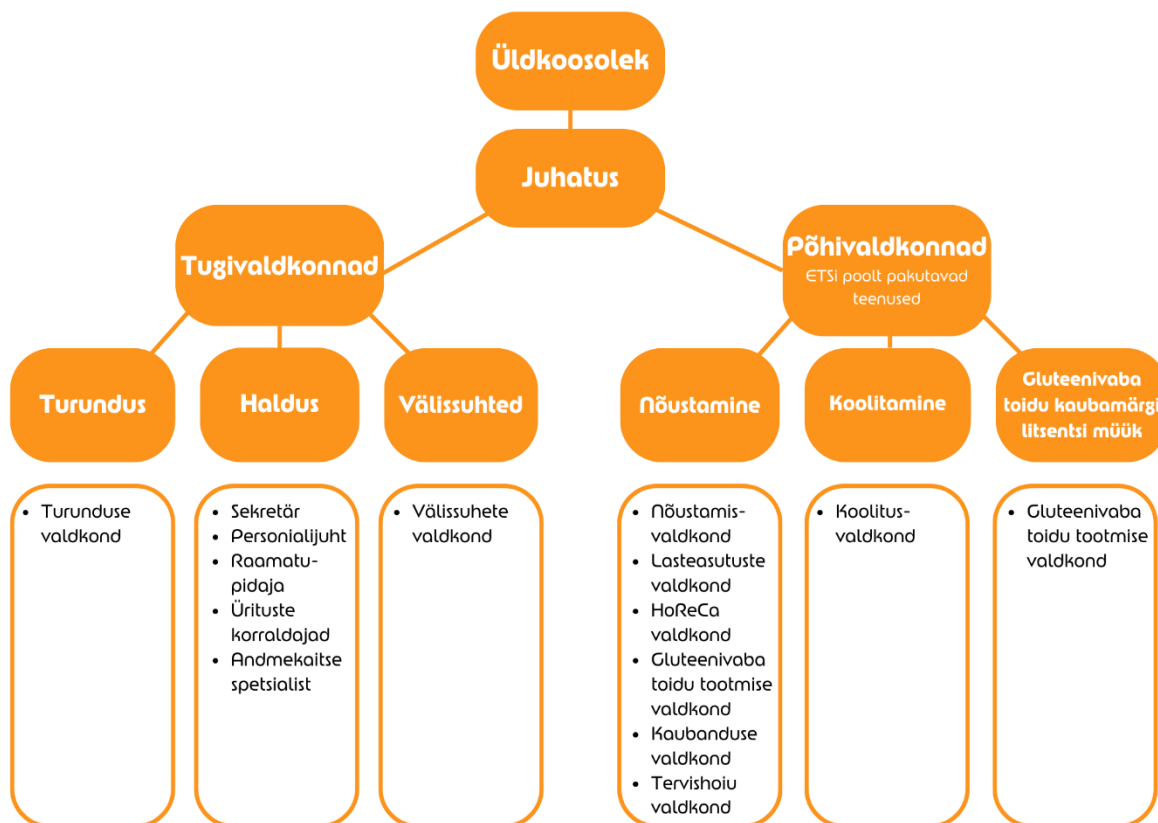 Üldkoosolek
Juhatus
Tugivaldkonnad
Põhivaldkonnad
ETSi poolt pakutavad
teenused
Turundus
Haldus
Välissuhted
Nõustamine
Koolitamine
Gluteenivaba
toidu kaubamärgi
litsentsi müük
• Turunduse
valdkond
• Sekretär
• Personialijuht
• Raamatu-
pidaja
• Ürituste
korraldajad
• Andmekaitse
spetsialist
• Välissuhete
valdkond
• Nõustamis-
valdkond
• Lasteasutuste
valdkond
• HoReCa
valdkond
• Gluteenivaba
toidu tootmise
valdkond
• Kaubanduse
valdkond
• Tervishoiu
valdkond
• Koolitus-
valdkond
• Gluteenivaba
toidu tootmise
valdkond